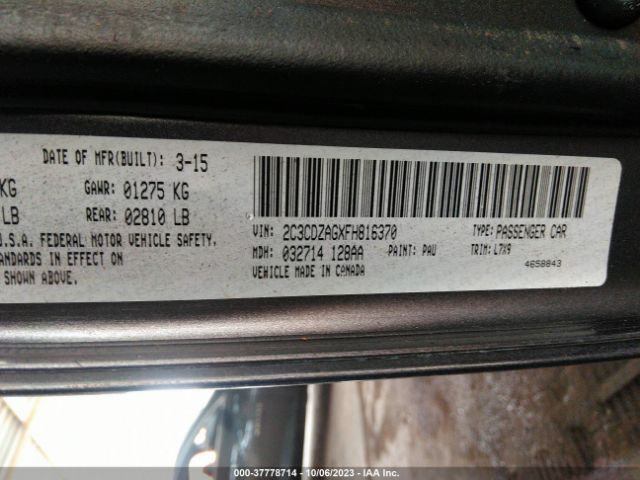 DATE OF MFR(BUILT): 3-15
KG GAWR: 01275 KG
LB REAR: 02810 LB
U.S.A. FEDERAL MOTOR VEHICLE SAFETY,
STANDARDS IN EFFECT ON
SHOWN ABOVE.
VIN: 2C3CDZAGXFH816370 TYPE: PASSENGER CAR
MDH: 032714 128AA PAINT: PAU TRIM: L7X9
VEHICLE MADE IN CANADA 4658843
000-37778714 | 10/06/2023 | IAA Inc.